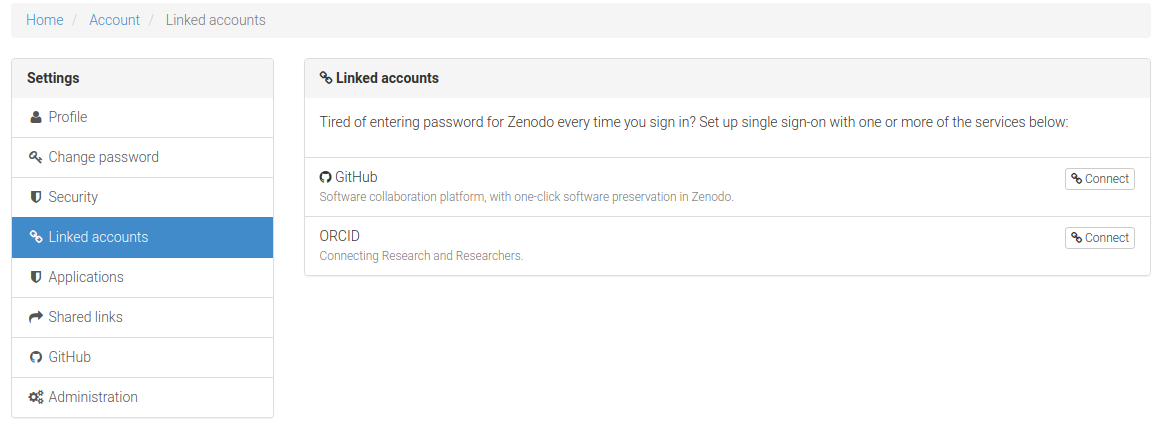 Home / Account / Linked accounts
Settings
Profile
Change password
Security
Linked accounts
Applications
Shared links
GitHub
Administration
Linked accounts
Tired of entering password for Zenodo every time you sign in? Set up single sign-on with one or more of the services below:
GitHub
Connect
Software collaboration platform, with one-click software preservation in Zenodo.
ORCID
Connect
Connecting Research and Researchers.